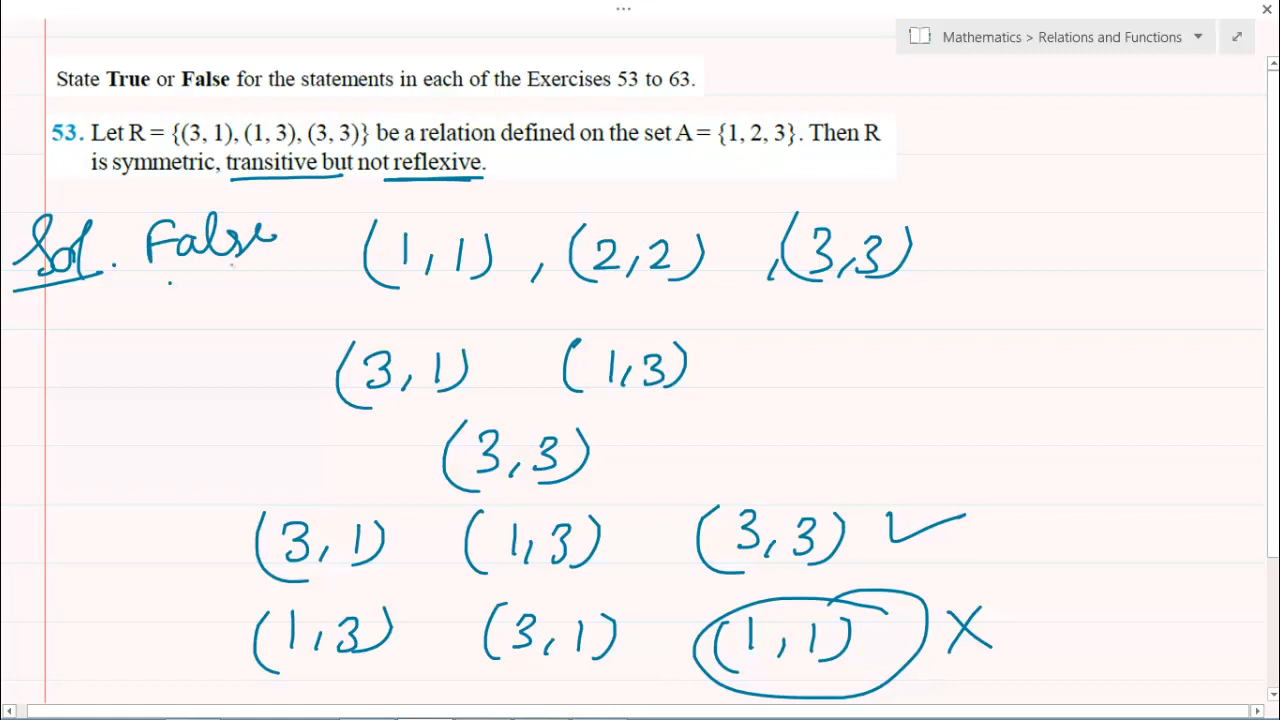 Mathematics > Relations and Functions
State True or False for the statements in each of the Exercises 53 to 63.
53. Let R = {(3, 1), (1, 3), (3, 3)} be a relation defined on the set A = {1, 2, 3}. Then R
is symmetric, transitive but not reflexive.
Sol. False (1,1) , (2,2) ,(3,3)
(3,1) (1,3)
(3,3)
(3,1) (1,3) (3,3) ✓
(1,3) (3,1) (1,1) X